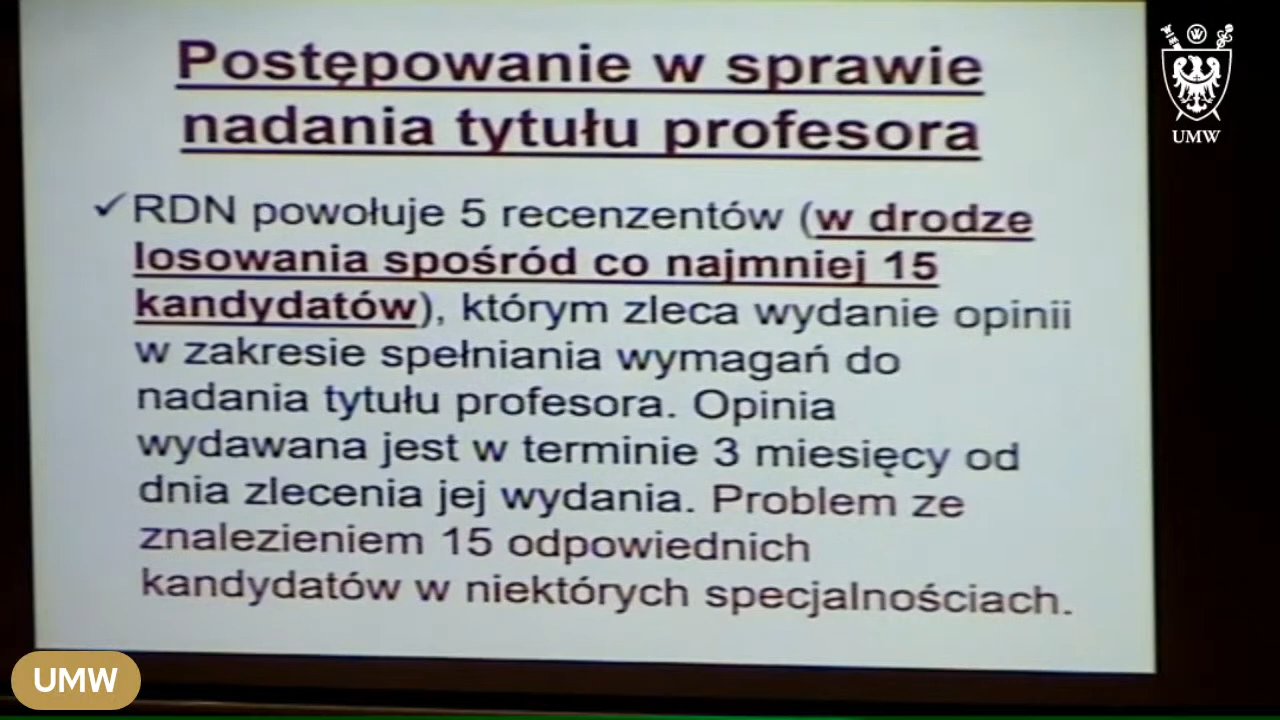 Postępowanie w sprawie
nadania tytułu profesora
✓RDN powołuje 5 recenzentów (w drodze
losowania spośród co najmniej 15
kandydatów), którym zleca wydanie opinii
w zakresie spełniania wymagań do
nadania tytułu profesora. Opinia
wydawana jest w terminie 3 miesięcy od
dnia zlecenia jej wydania. Problem ze
znalezieniem 15 odpowiednich
kandydatów w niektórych specjalnościach.
W
UMW
UMW